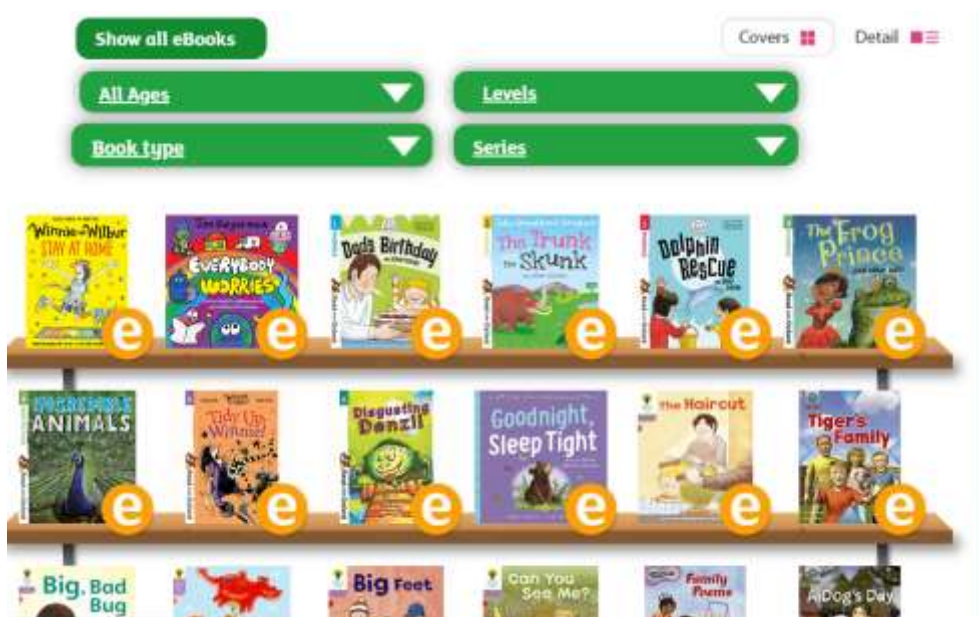 Show all eBooks
Covers
Detail
All Ages
Levels
Book type
Series
Winnie and Wilbur
STAY AT HOME
EVERYBODY
WORRIES
Dad's Birthday
The Trunk
Skunk
Dolphin
Rescue
The Frog
Prince
INCREDIBLE
ANIMALS
Tidy Up,
Winnie!
Disgusting
Denzil
Goodnight,
Sleep Tight
The Haircut
Tiger's
Family
e
e
e
e
e
e
e
e
e
e
e
e
Big, Bad
Bug
Big Feet
Can You
See Me?
Family
Poems
A Dog's Day